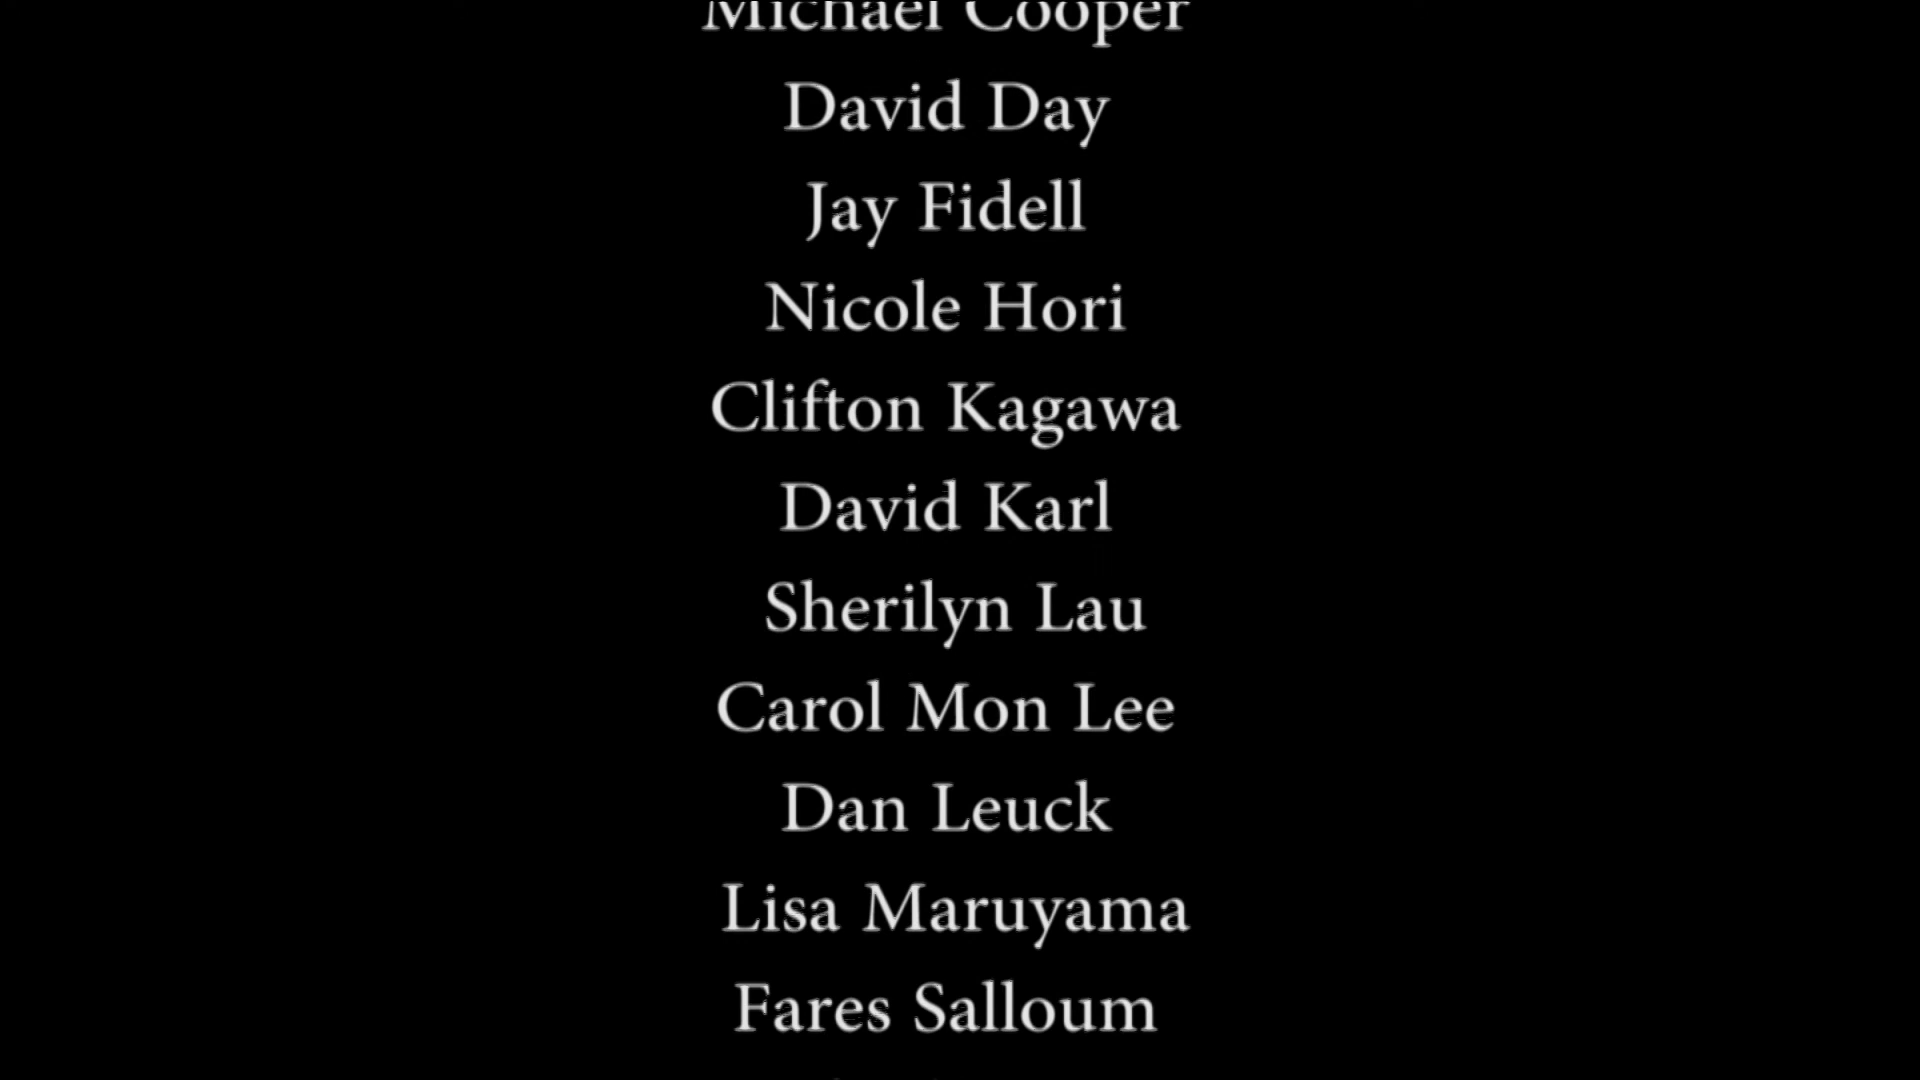 Michael Cooper
David Day
Jay Fidell
Nicole Hori
Clifton Kagawa
David Karl
Sherilyn Lau
Carol Mon Lee
Dan Leuck
Lisa Maruyama
Fares Salloum